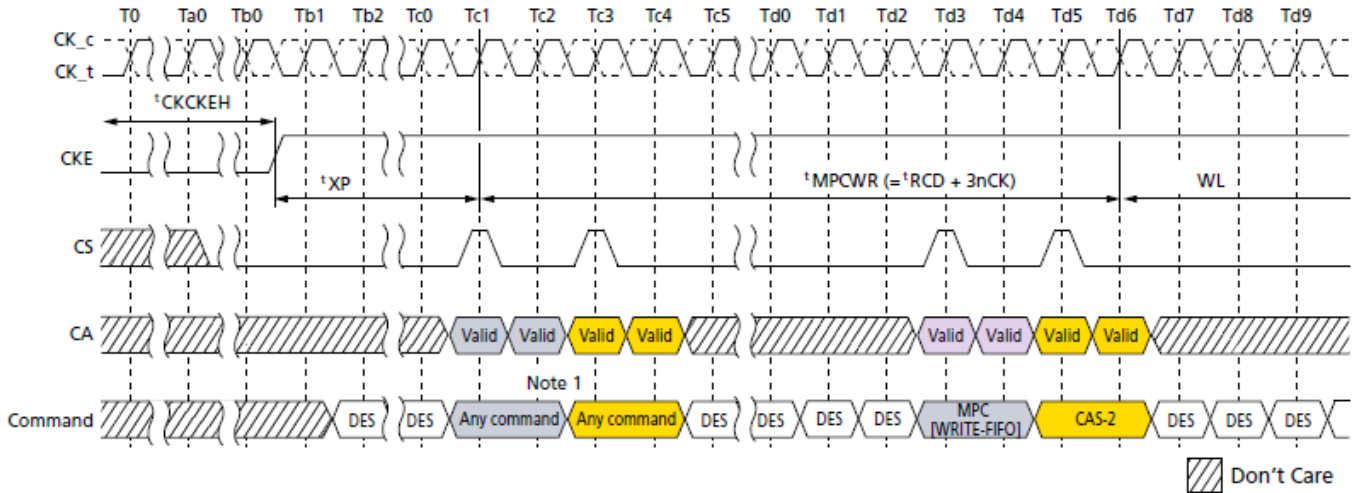 T0 Ta0 Tb0 Tb1 Tb2 Tc0 Tc1 Tc2 Tc3 Tc4 Tc5 Td0 Td1 Td2 Td3 Td4 Td5 Td6 Td7 Td8 Td9
CK_c
CK_t
tCKCKEH
CKE
tXP tMPCWR (= tRCD + 3nCK) WL
CS
CA Valid Valid Valid Valid Valid Valid Valid Valid
Note 1
Command DES DES Any command Any command DES DES DES DES MPC [WRITE-FIFO] CAS-2 DES DES DES
Don't Care